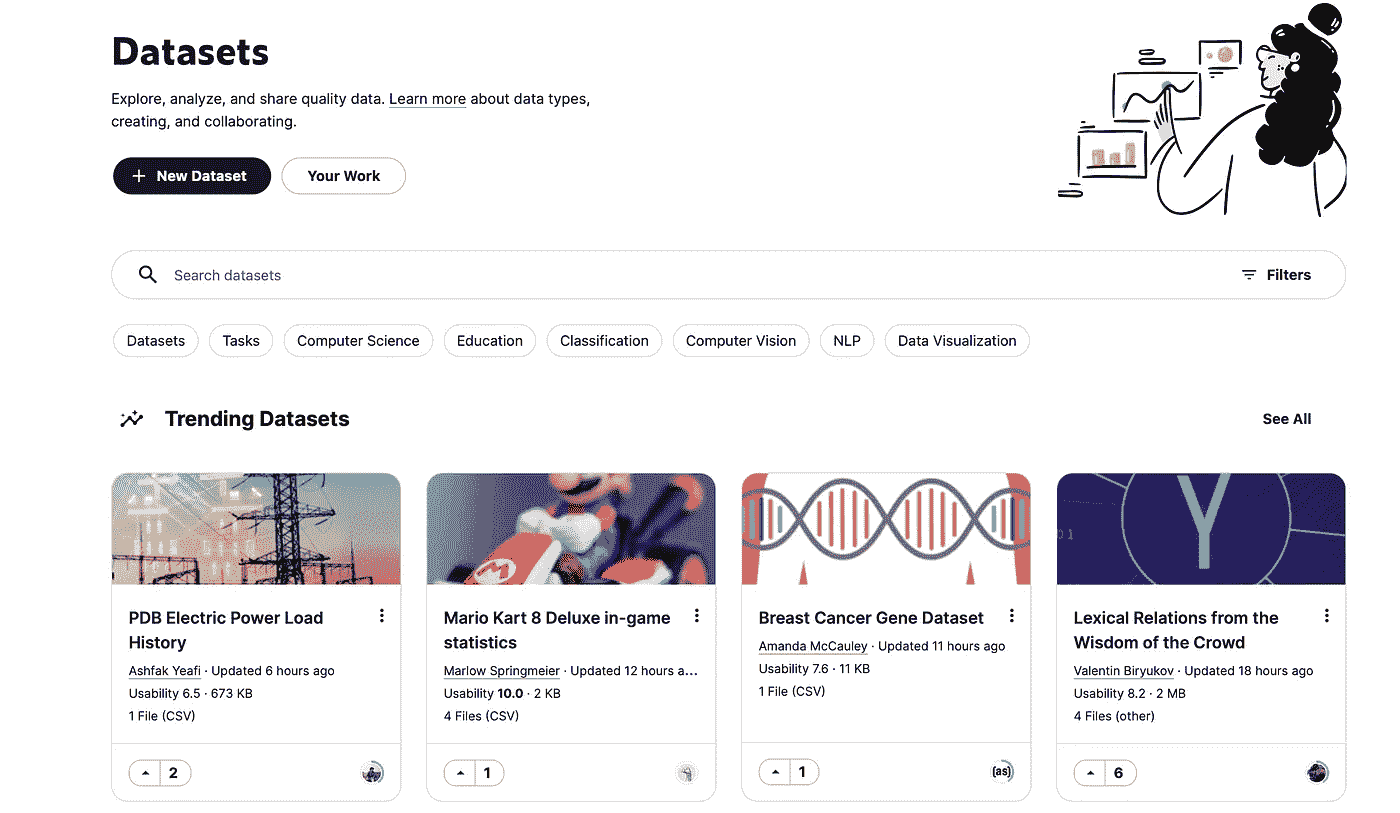 Datasets
Explore, analyze, and share quality data. Learn more about data types,
creating, and collaborating.
+ New Dataset
Your Work
Search datasets
Filters
Datasets
Tasks
Computer Science
Education
Classification
Computer Vision
NLP
Data Visualization
Trending Datasets
See All
Y
PDB Electric Power Load
History
Ashfak Yeafi · Updated 6 hours ago
Usability 6.5 · 673 KB
1 File (CSV)
2
M
Mario Kart 8 Deluxe in-game
statistics
Marlow Springmeier · Updated 12 hours a...
Usability 10.0 · 2 KB
4 Files (CSV)
1
Breast Cancer Gene Dataset
Amanda McCauley · Updated 11 hours ago
Usability 7.6 · 11 KB
1 File (CSV)
1
[as]
Lexical Relations from the
Wisdom of the Crowd
Valentin Biryukov · Updated 18 hours ago
Usability 8.2 · 2 MB
4 Files (other)
6